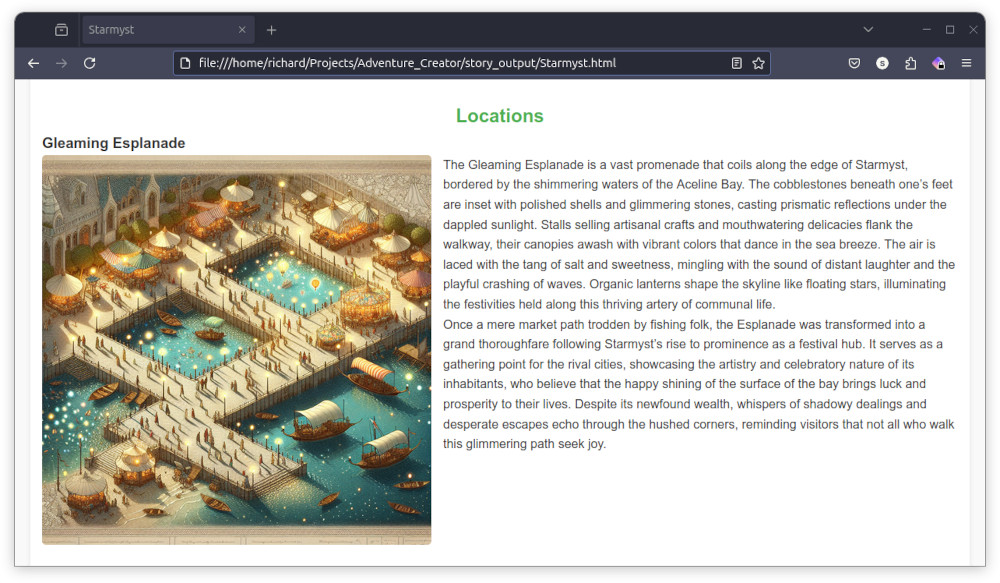 Starmyst
file:///home/richard/Projects/Adventure_Creator/story_output/Starmyst.html
S
Locations
Gleaming Esplanade
The Gleaming Esplanade is a vast promenade that coils along the edge of Starmyst,
bordered by the shimmering waters of the Aceline Bay. The cobblestones beneath one's feet
are inset with polished shells and glimmering stones, casting prismatic reflections under the
dappled sunlight. Stalls selling artisanal crafts and mouthwatering delicacies flank the
walkway, their canopies awash with vibrant colors that dance in the sea breeze. The air is
laced with the tang of salt and sweetness, mingling with the sound of distant laughter and the
playful crashing of waves. Organic lanterns shape the skyline like floating stars, illuminating
the festivities held along this thriving artery of communal life.
Once a mere market path trodden by fishing folk, the Esplanade was transformed into a
grand thoroughfare following Starmyst's rise to prominence as a festival hub. It serves as a
gathering point for the rival cities, showcasing the artistry and celebratory nature of its
inhabitants, who believe that the happy shining of the surface of the bay brings luck and
prosperity to their lives. Despite its newfound wealth, whispers of shadowy dealings and
desperate escapes echo through the hushed corners, reminding visitors that not all who walk
this glimmering path seek joy.